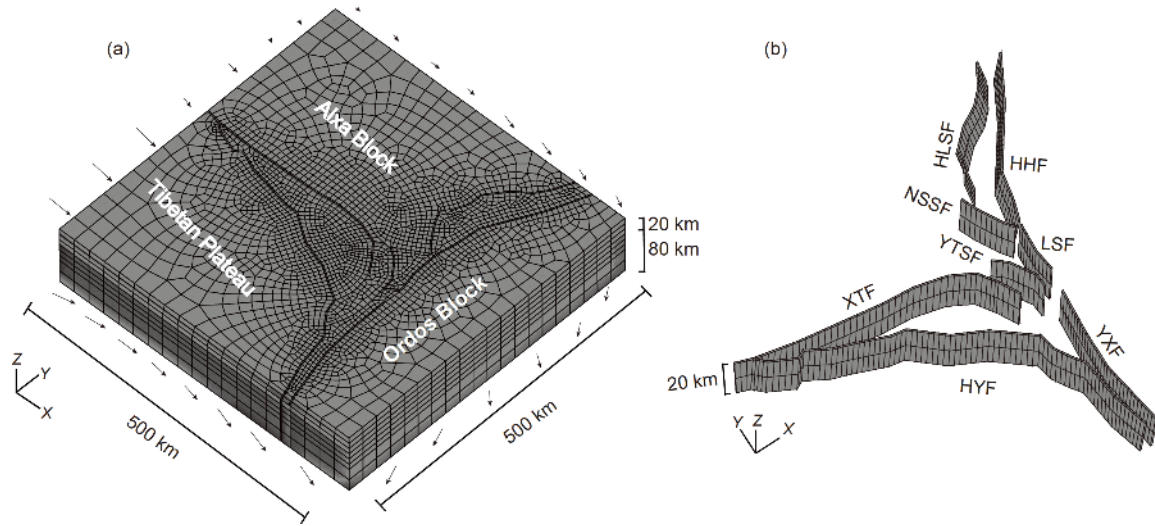 (a)
Alxa Block
Tibetan Plateau
Ordos Block
20 km
80 km
Z
Y
X
500 km
500 km
(b)
HLSF
HHF
NSSF
LSF
YTSF
XTF
YXF
HYF
20 km
Y
Z
X